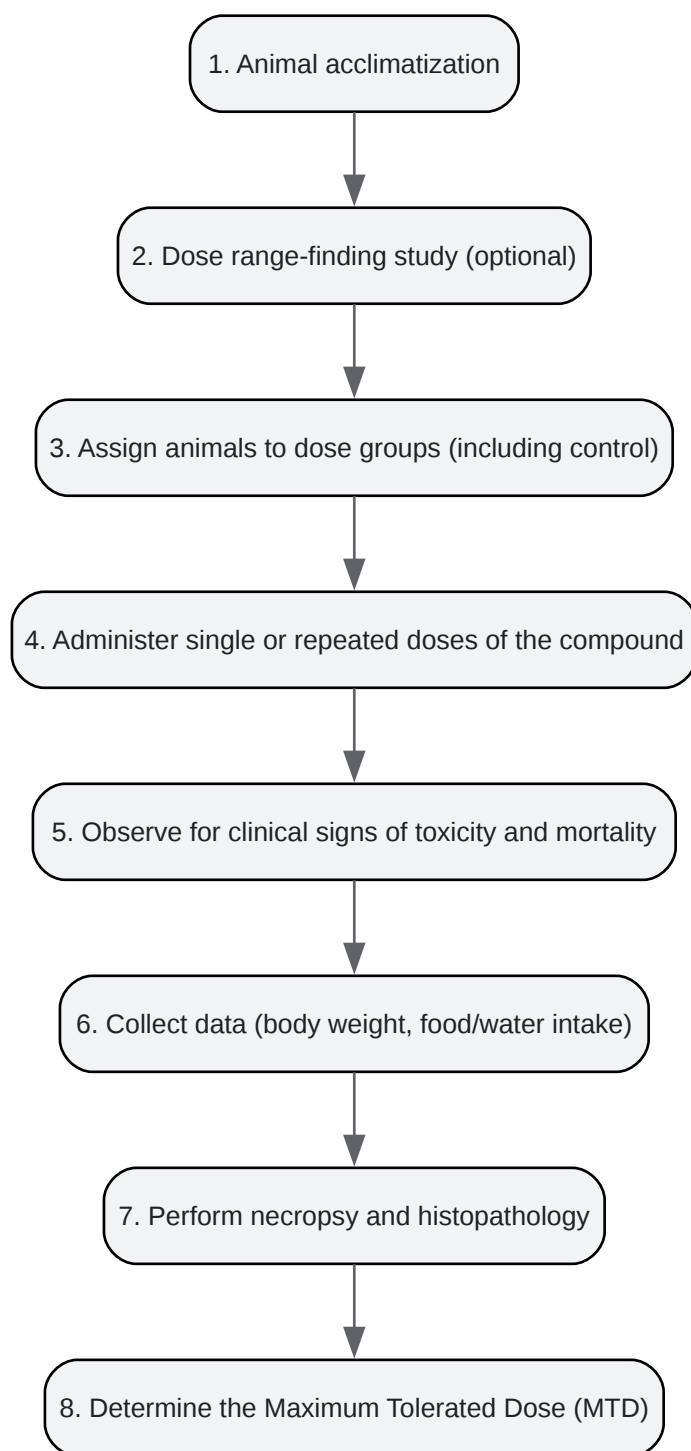 1. Animal acclimatization
2. Dose range-finding study (optional)
3. Assign animals to dose groups (including control)
4. Administer single or repeated doses of the compound
5. Observe for clinical signs of toxicity and mortality
6. Collect data (body weight, food/water intake)
7. Perform necropsy and histopathology
8. Determine the Maximum Tolerated Dose (MTD)